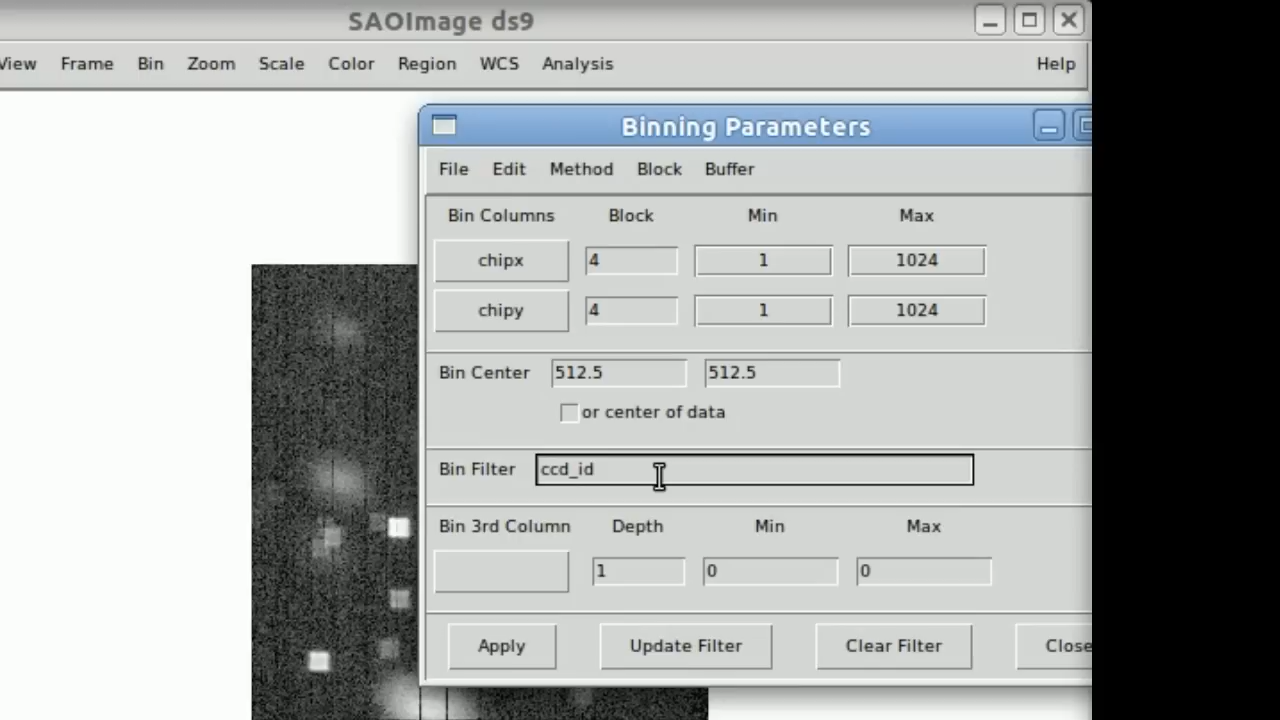 SAOImage ds9
View Frame Bin Zoom Scale Color Region WCS Analysis Help
Binning Parameters
File Edit Method Block Buffer
Bin Columns Block Min Max
chipx 4 1 1024
chipy 4 1 1024
Bin Center 512.5 512.5
or center of data
Bin Filter ccd_id
Bin 3rd Column Depth Min Max
1 0 0
Apply Update Filter Clear Filter Close